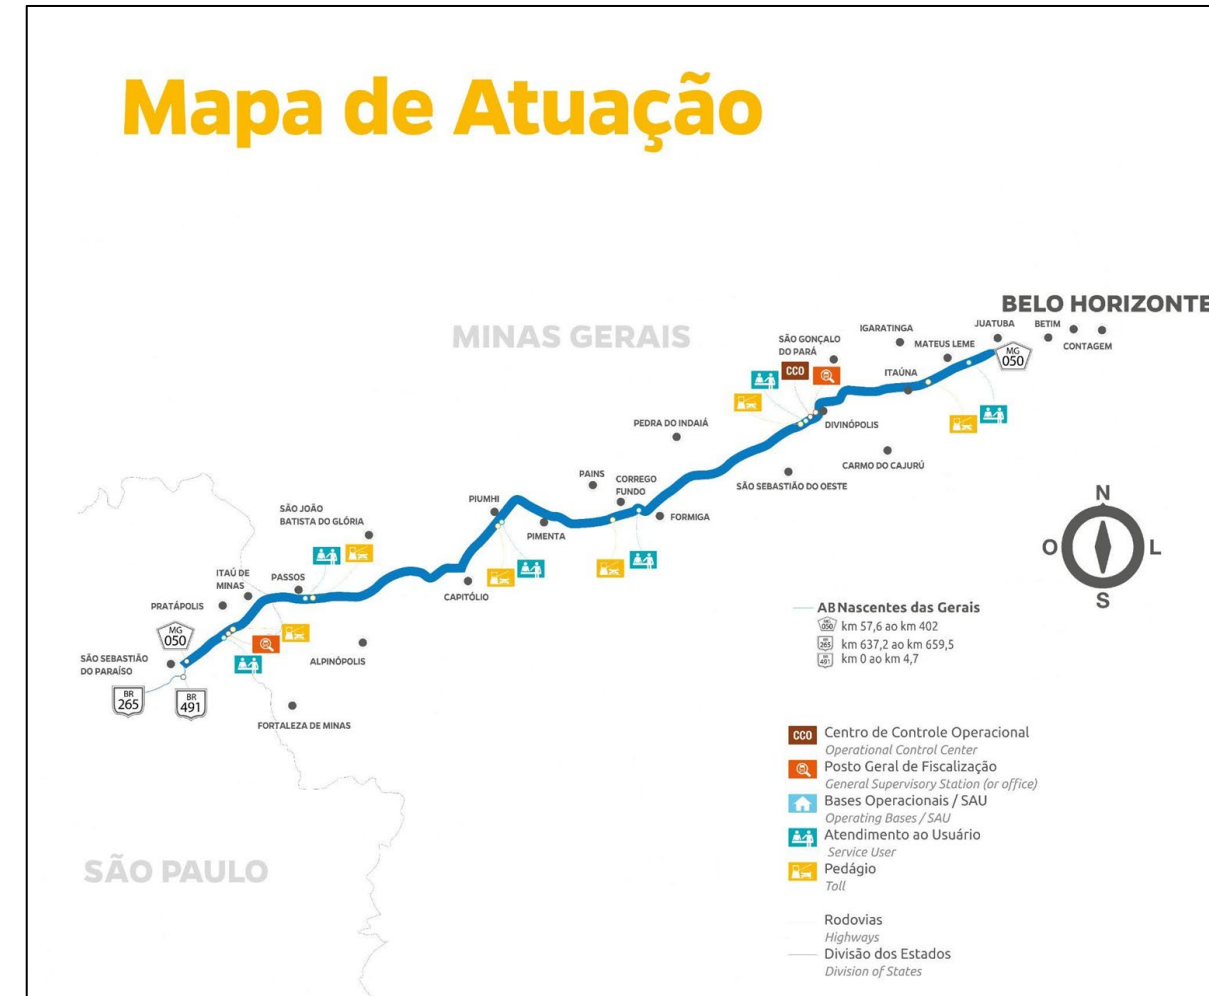 Mapa de Atuação
BELO HORIZONTE
MINAS GERAIS
IGARATINGA
JUATUBA
BETIM
CONTAGEM
SÃO GONÇALO
DO PARÁ
MATEUS LEME
MG
050
CCO
ITAÚNA
PEDRA DO INDAIÁ
DIVINÓPOLIS
CARMO DO CAJURÚ
SÃO SEBASTIÃO DO OESTE
PAINS
CORREGO
FUNDO
PIUMHI
FORMIGA
PIMENTA
SÃO JOÃO
BATISTA DO GLÓRIA
N
O
L
S
ITAÚ DE
MINAS
PASSOS
CAPITÓLIO
PRATÁPOLIS
MG
050
SÃO SEBASTIÃO
DO PARAÍSO
ALPINÓPOLIS
BR
265
BR
491
FORTALEZA DE MINAS
AB Nascentes das Gerais
MG
050
km 57,6 ao km 402
BR
265
km 637,2 ao km 659,5
BR
491
km 0 ao km 4,7
CCO
Centro de Controle Operacional
Operational Control Center
Posto Geral de Fiscalização
General Supervisory Station (or office)
Bases Operacionais / SAU
Operating Bases / SAU
Atendimento ao Usuário
Service User
Pedágio
Toll
SÃO PAULO
Rodovias
Highways
Divisão dos Estados
Division of States